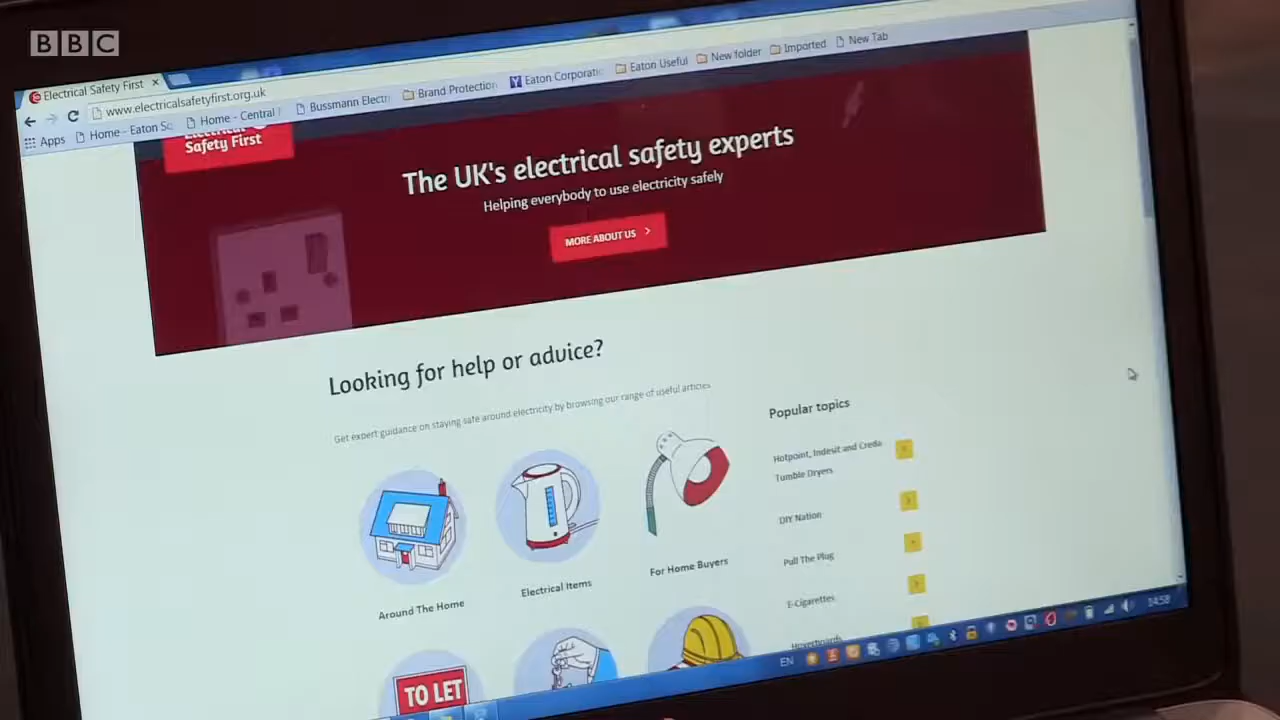 BBC
Electrical Safety First
www.electricalsafetyfirst.org.uk
Apps
Home - Eaton
Home - Central
Bussmann
Brand Protection
Eaton
Eaton Useful
New folder
Imported
New Tab
Safety First
The UK's electrical safety experts
Helping everybody to use electricity safely
MORE ABOUT US
Looking for help or advice?
Get expert guidance on staying safe around electricity by browsing our range of useful articles
Popular topics
Hotpoint, Indesit and Creda
Tumble Dryers
DIY Nation
Pull The Plug
E-Cigarettes
Hoverboards
Around The Home
Electrical Items
For Home Buyers
TO LET
EN
14:58